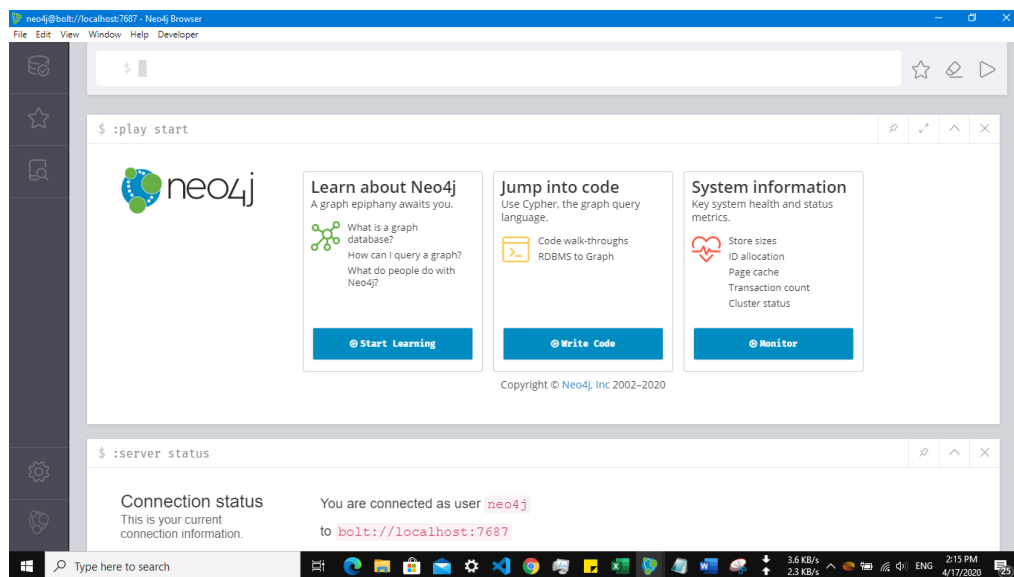 neo4j@bolt://localhost:7687 - Neo4j Browser
File Edit View Window Help Developer
$
$ :play start
neo4j
Learn about Neo4j
A graph epiphany awaits you.
What is a graph
database?
How can I query a graph?
What do people do with
Neo4j?
Start Learning
Jump into code
Use Cypher, the graph query
language.
Code walk-throughs
RDBMS to Graph
Write Code
System information
Key system health and status
metrics.
Store sizes
ID allocation
Page cache
Transaction count
Cluster status
Monitor
Copyright © Neo4j, Inc 2002–2020
$ :server status
Connection status
This is your current
connection information.
You are connected as user neo4j
to bolt://localhost:7687
Type here to search
3.6 KB/s
2.3 KB/s
ENG
2:15 PM
4/17/2020
25